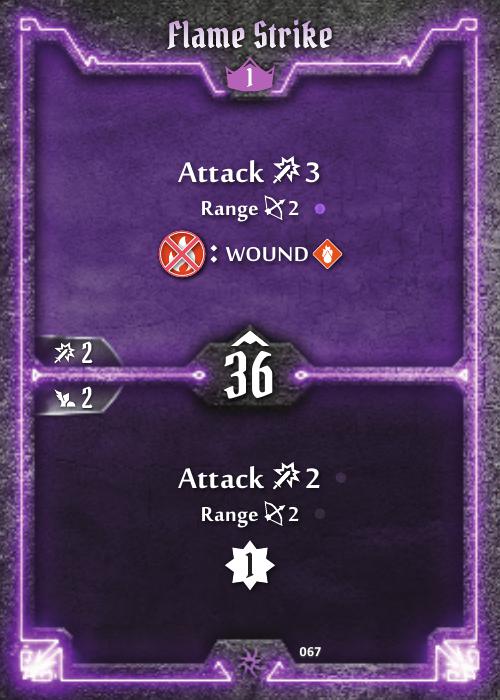 Flame Strike
1
Attack 3
Range 2
: WOUND
2
36
2
Attack 2
Range 2
1
067